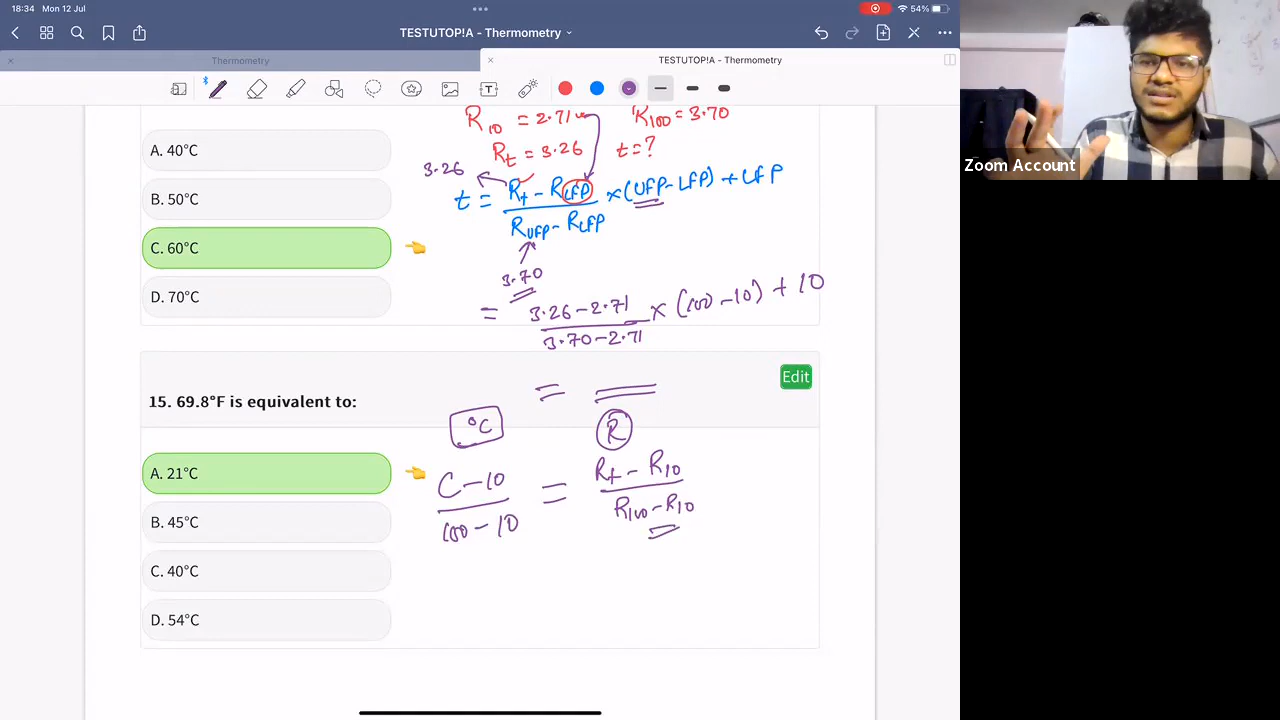 18:34 Mon 12 Jul
54%
TESTUTOP!A - Thermometry
Thermometry
TESTUTOP!A - Thermometry
R10 = 2.71
R100 = 3.70
Rt = 3.26 t=?
3.26
t = Rt - RLFP / RUFP - RLFP × (UFP - LFP) + LFP
3.70
= 3.26 - 2.71 / 3.70 - 2.71 × (100 - 10) + 10
=
A. 40°C
B. 50°C
C. 60°C
D. 70°C
Edit
15. 69.8°F is equivalent to:
°C
R
C - 10 / 100 - 10 = Rt - R10 / R100 - R10
A. 21°C
B. 45°C
C. 40°C
D. 54°C
Zoom Account